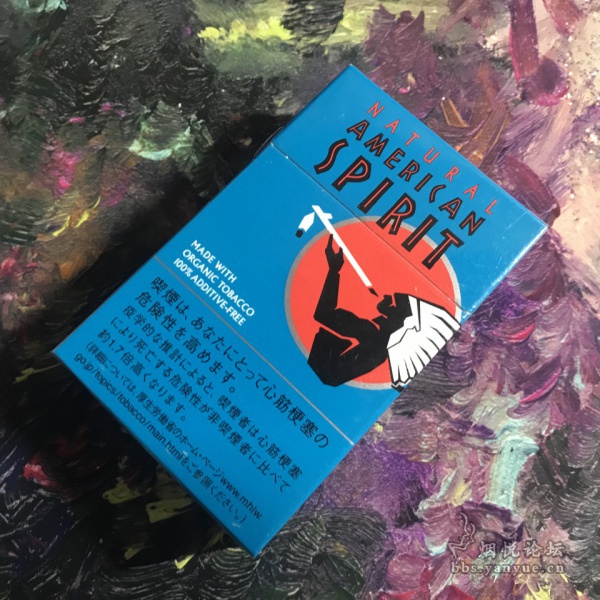 NATURAL
AMERICAN
SPIRIT
MADE WITH
ORGANIC TOBACCO
100% ADDITIVE-FREE
喫煙は、あなたにとって心筋梗塞の
危険性を高めます。
疫学的な推計によると、喫煙者は心筋梗塞
により死亡する危険性が非喫煙者に比べて
約1.7倍高くなります。
(詳細については、厚生労働省のホーム・ページwww.mhlw
go.jp/topics/tobacco/main.htmlをご参照ください。)
烟悦论坛
bbs.yanyue.cn